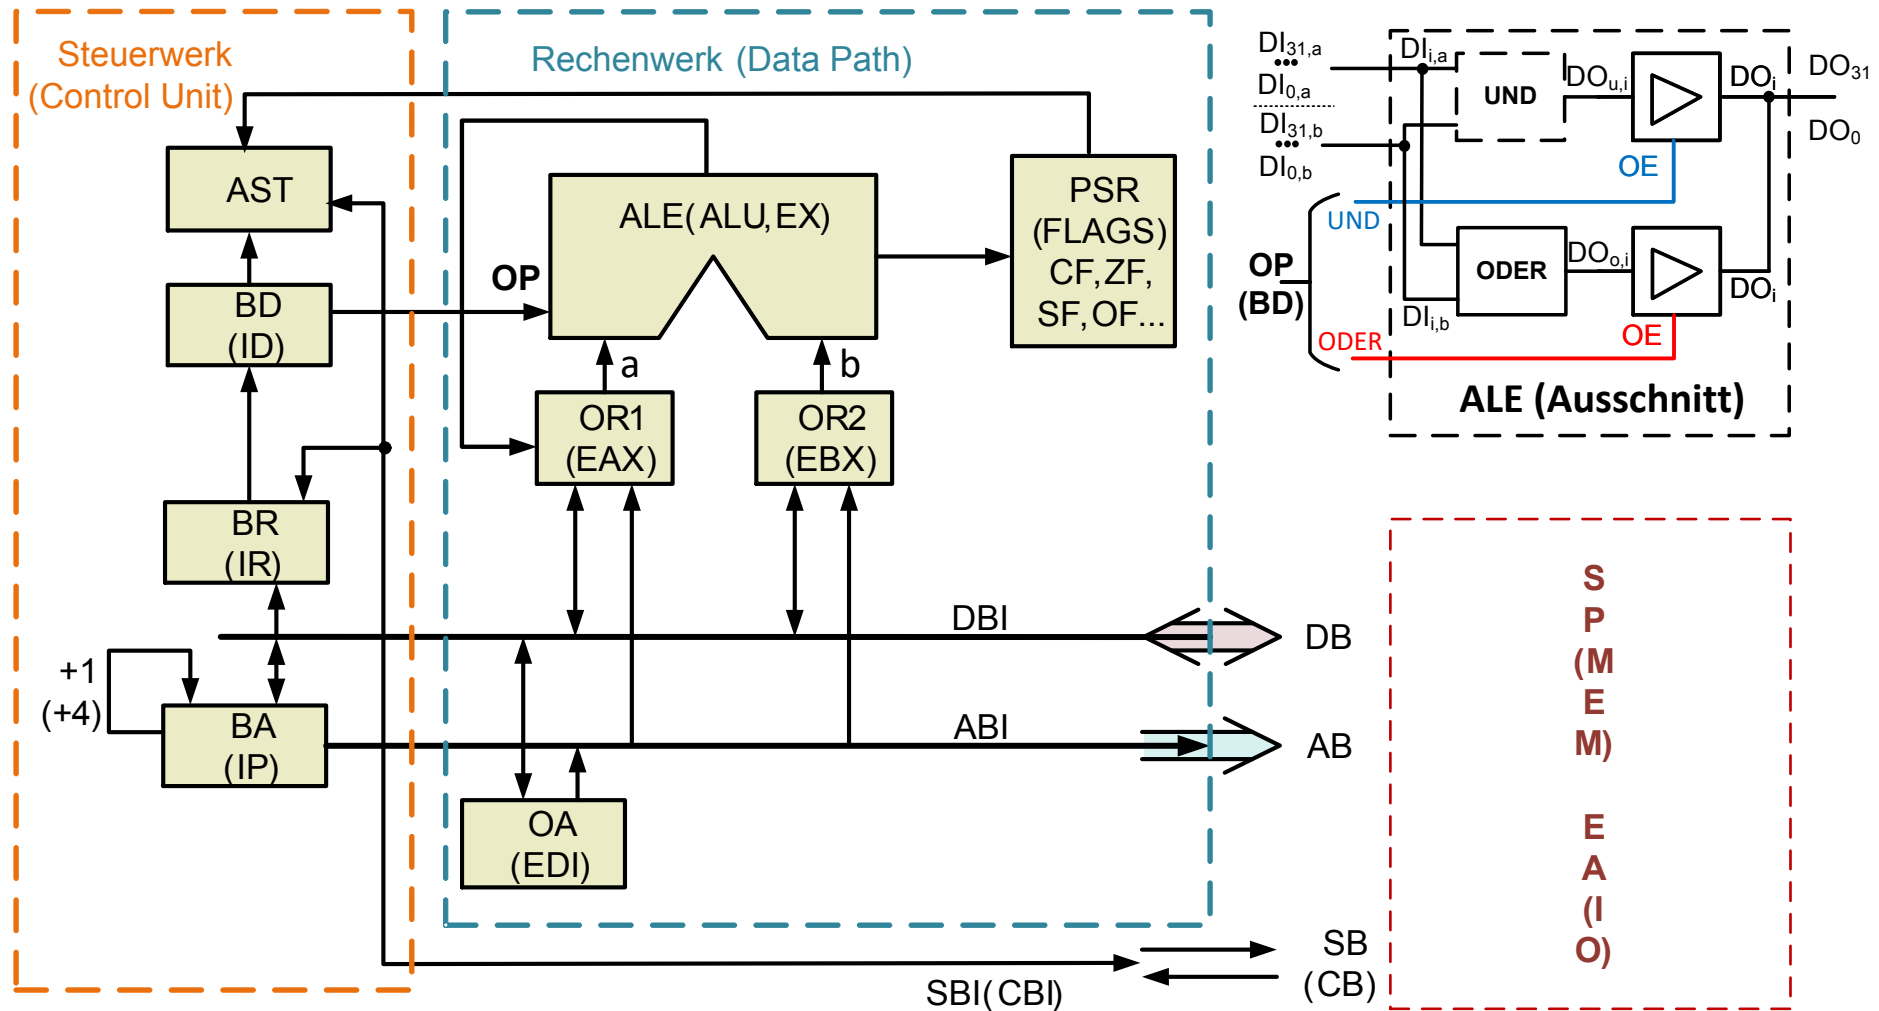 Steuerwerk
(Control Unit)
AST
BD
(ID)
BR
(IR)
+1
(+4)
BA
(IP)
Rechenwerk (Data Path)
ALE(ALU,EX)
OP
PSR
(FLAGS)
CF,ZF,
SF,OF...
a
b
OR1
(EAX)
OR2
(EBX)
DBI
ABI
OA
(EDI)
SBI(CBI)
DB
AB
SB
(CB)
DI31,a
DI0,a
DI31,b
DI0,b
DIi,a
DIi,b
UND
DOu,i
DOi
DO31
DO0
OE
UND
ODER
DOo,i
DOi
OP
(BD)
ODER
OE
ALE (Ausschnitt)
S
P
(M
E
M)
E
A
(I
O)